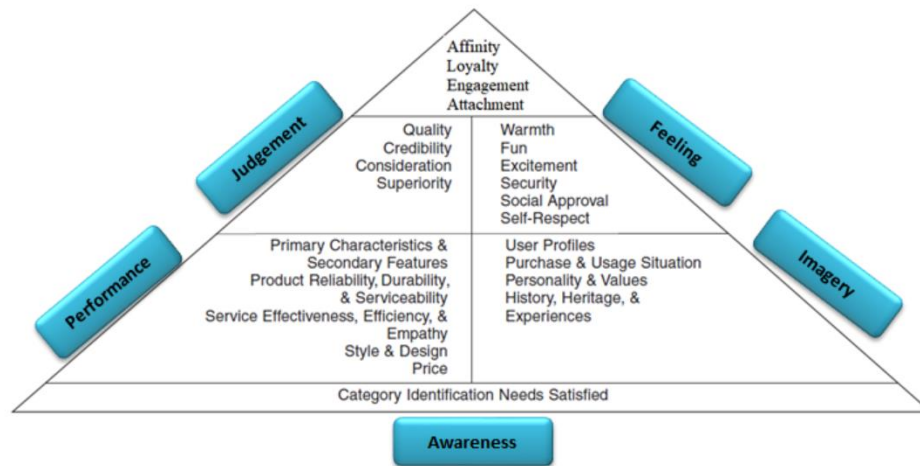 Affinity
Loyalty
Engagement
Attachment
Judgement
Feeling
Quality
Credibility
Consideration
Superiority
Warmth
Fun
Excitement
Security
Social Approval
Self-Respect
Performance
Imagery
Primary Characteristics &
Secondary Features
Product Reliability, Durability,
& Serviceability
Service Effectiveness, Efficiency, &
Empathy
Style & Design
Price
User Profiles
Purchase & Usage Situation
Personality & Values
History, Heritage, &
Experiences
Category Identification Needs Satisfied
Awareness